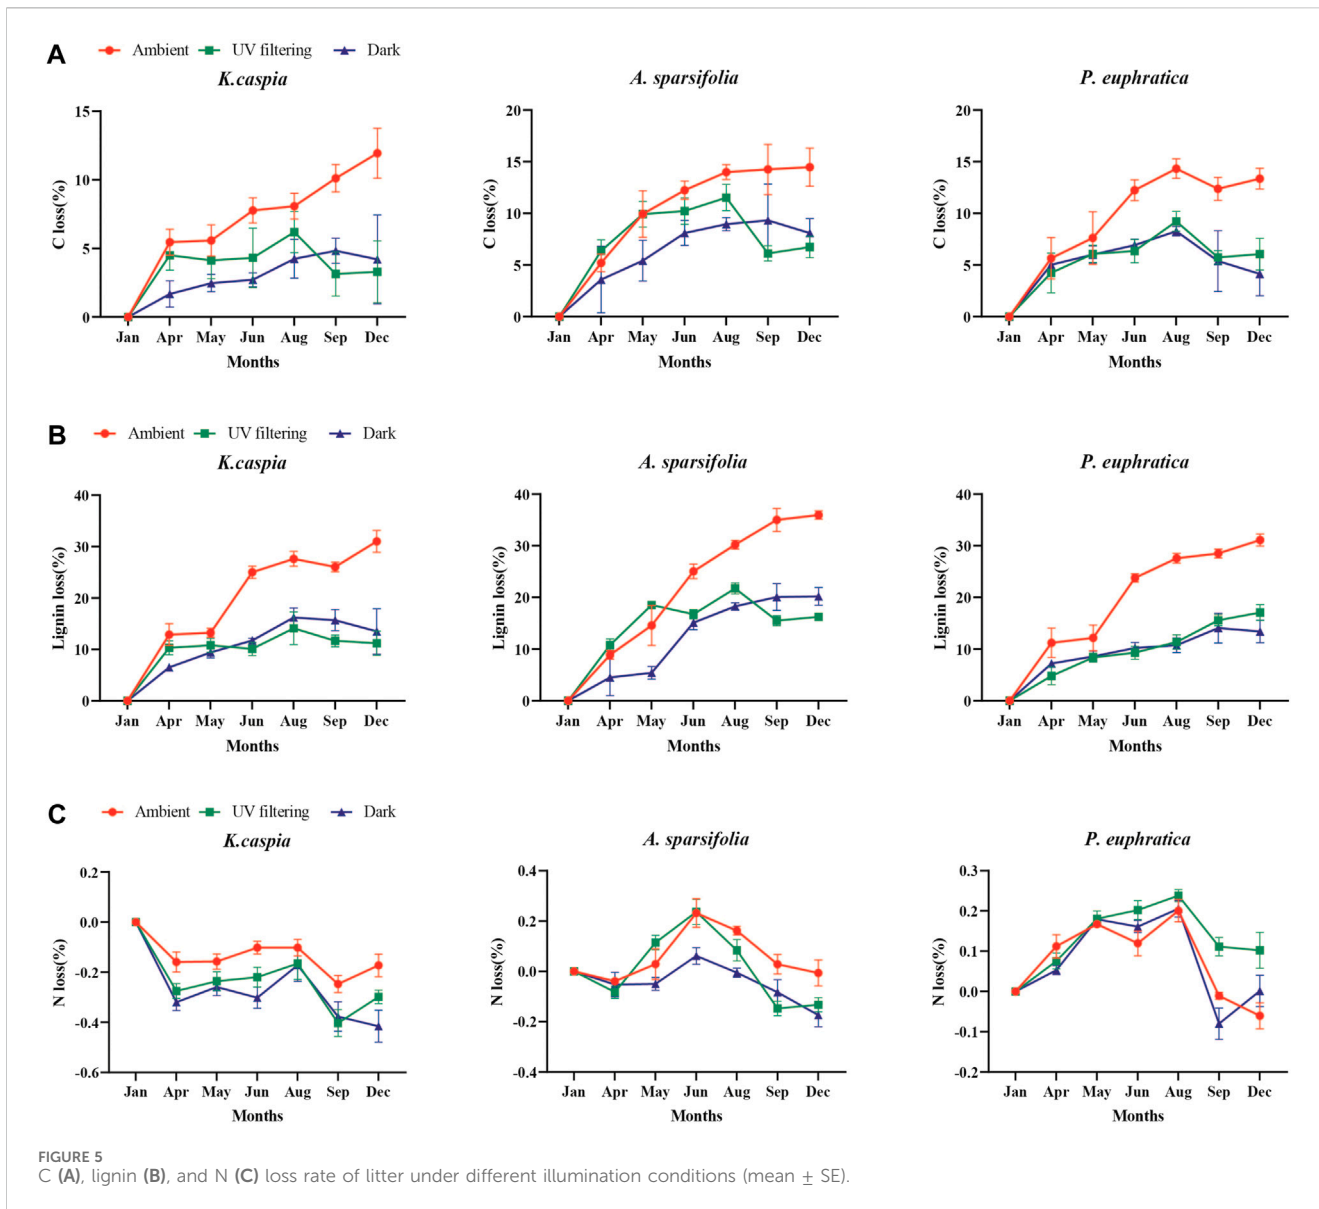 A
Ambient UV filtering Dark
K.caspia
A. sparsifolia
P. euphratica
C loss(%)
15
10
5
0
Jan Apr May Jun Aug Sep Dec
Months
C loss(%)
20
15
10
5
0
Jan Apr May Jun Aug Sep Dec
Months
C loss(%)
20
15
10
5
0
Jan Apr May Jun Aug Sep Dec
Months
B
Ambient UV filtering Dark
K.caspia
A. sparsifolia
P. euphratica
Lignin loss(%)
40
30
20
10
0
Jan Apr May Jun Aug Sep Dec
Months
Lignin loss(%)
40
30
20
10
0
Jan Apr May Jun Aug Sep Dec
Months
Lignin loss(%)
40
30
20
10
0
Jan Apr May Jun Aug Sep Dec
Months
C
Ambient UV filtering Dark
K.caspia
A. sparsifolia
P. euphratica
N loss(%)
0.2
0.0
-0.2
-0.4
-0.6
Jan Apr May Jun Aug Sep Dec
Months
N loss(%)
0.4
0.2
0.0
-0.2
-0.4
Jan Apr May Jun Aug Sep Dec
Months
N loss(%)
0.3
0.2
0.1
0.0
-0.1
-0.2
Jan Apr May Jun Aug Sep Dec
Months
FIGURE 5
C (A), lignin (B), and N (C) loss rate of litter under different illumination conditions (mean ± SE).